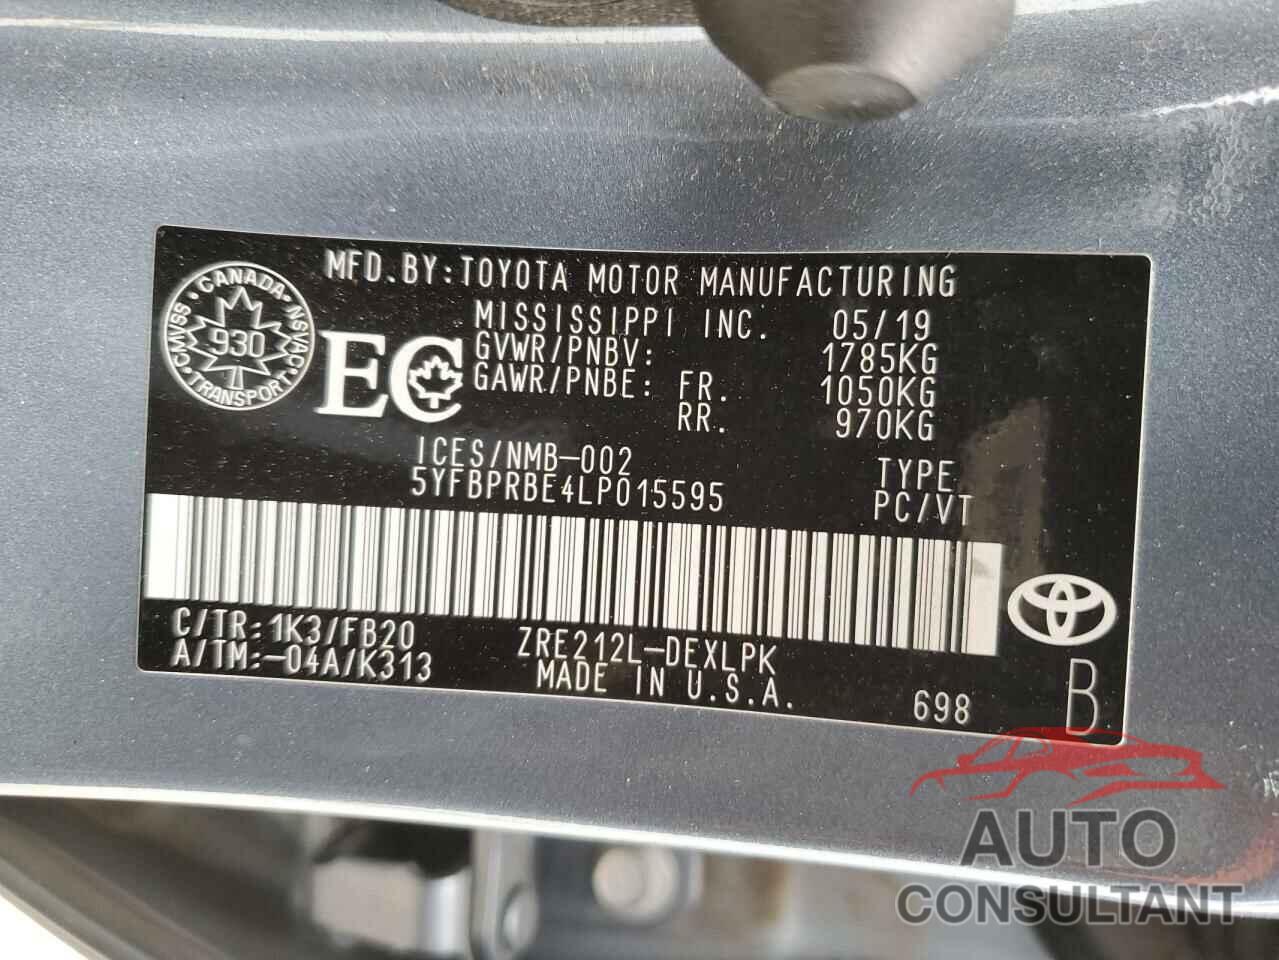 MFD.BY:TOYOTA MOTOR MANUFACTURING
MISSISSIPPI INC. 05/19
GVWR/PNBV: 1785KG
GAWR/PNBE: FR. 1050KG
RR. 970KG
CANADA
CMVSS 930 NSVAC
TRANSPORT
EC
ICES/NMB-002
TYPE
5YFBPRBE4LP015595
PC/VT
C/TR:1K3/FB20
ZRE212L-DEXLPK
A/TM:-04A/K313
MADE IN U.S.A.
698
B
AUTO
CONSULTANT